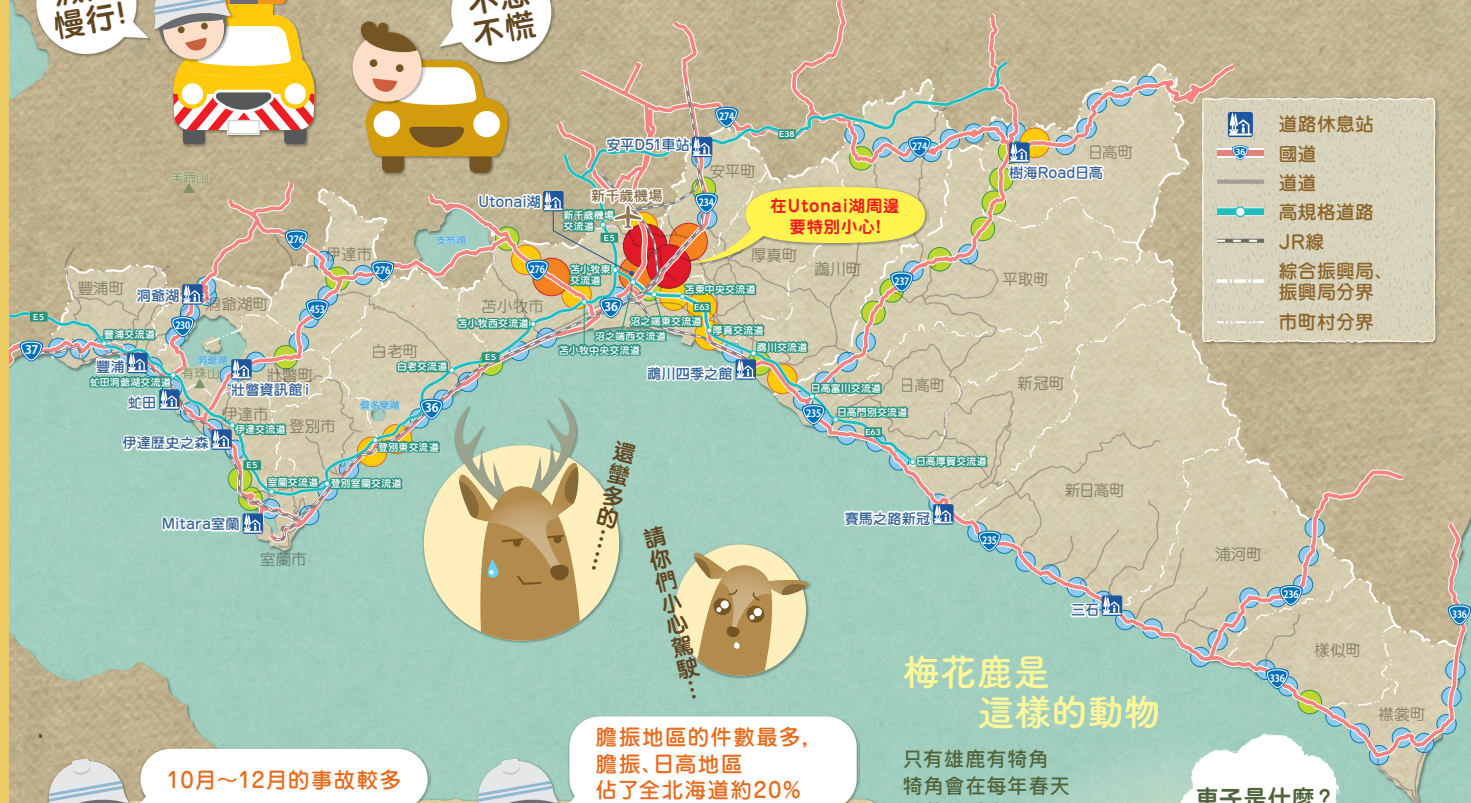 慢行!
不慌
道路休息站
36
國道
道道
高規格道路
JR線
綜合振興局、
振興局分界
市町村分界
274
E38
安平D51車站
安平町
274
樹海Road日高
日高町
羊蹄山
Utonai湖
新千歲機場
新千歲機場
交流道
E5
234
在Utonai湖周邊
要特別小心!
支笏湖
276
伊達市
276
276
苫小牧東
交流道
厚真町
鵡川町
237
平取町
豐浦町
洞爺湖
洞爺湖町
230
453
苫小牧市
36
苫東中央交流道
E63
E5
豐浦交流道
37
苫小牧西交流道
沼之端東交流道
沼之端西交流道
厚真交流道
苫小牧中央交流道
白老町
E5
白老交流道
鵡川交流道
豐浦
洞爺湖
有珠山
壯瞥町
壯瞥資訊館i
虻田洞爺湖交流道
虻田
鵡川四季之館
日高富川交流道
日高町
新冠町
伊達市
伊達交流道
登別市
俱多樂湖
36
235
日高門別交流道
E63
伊達歷史之森
登別東交流道
日高厚賀交流道
E5
室蘭交流道
登別室蘭交流道
新日高町
Mitara室蘭
室蘭市
賽馬之路新冠
235
浦河町
三石
236
336
樣似町
336
襟裳町
還蠻多的……
請你們小心駕駛…
梅花鹿是
這樣的動物
只有雄鹿有犄角
犄角會在每年春天
10月～12月的事故較多
膽振地區的件數最多,
膽振、日高地區
佔了全北海道約20%
車子是什麼?